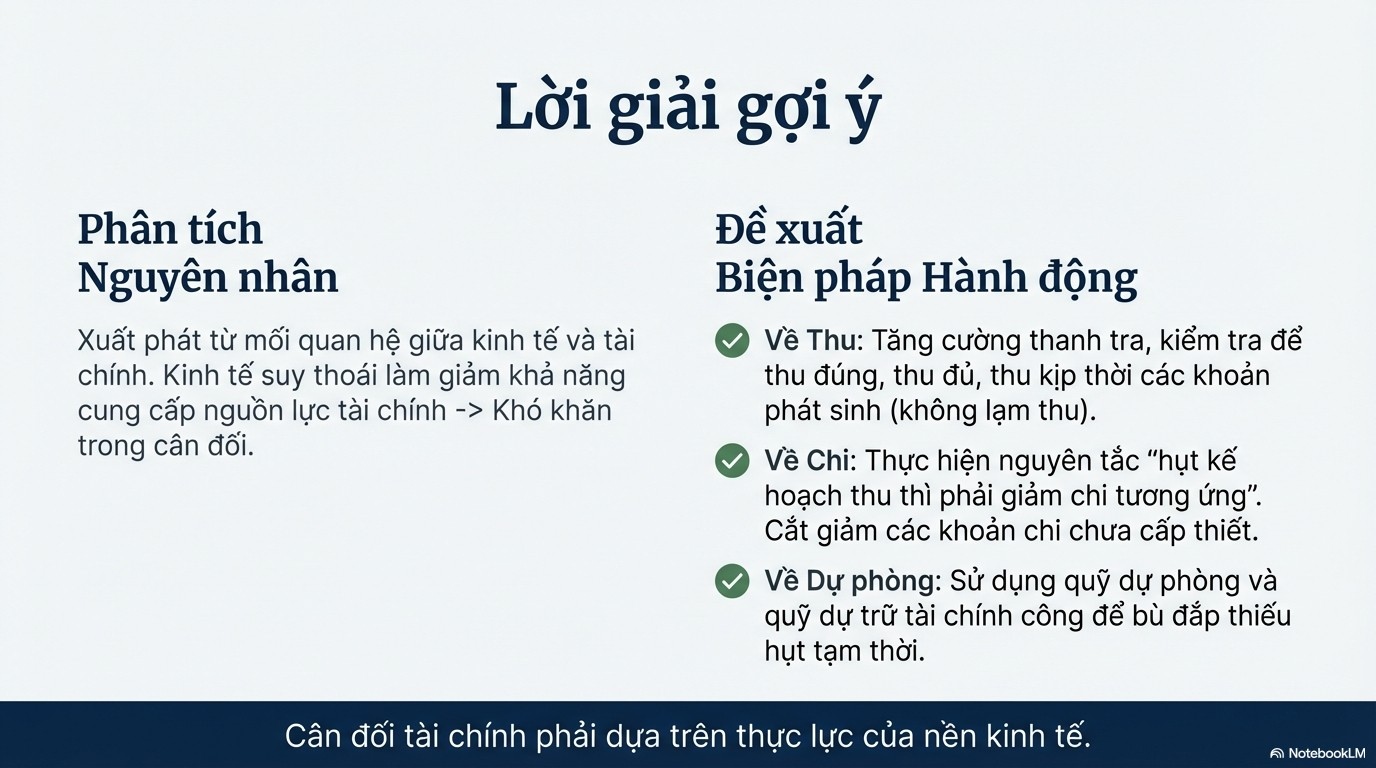 Lời giải gợi ý
Phân tích
Nguyên nhân
Xuất phát từ mối quan hệ giữa kinh tế và tài
chính. Kinh tế suy thoái làm giảm khả năng
cung cấp nguồn lực tài chính -> Khó khăn
trong cân đối.
Đề xuất
Biện pháp Hành động
Về Thu: Tăng cường thanh tra, kiểm tra để
thu đúng, thu đủ, thu kịp thời các khoản
phát sinh (không lạm thu).
Về Chi: Thực hiện nguyên tắc “hụt kế
hoạch thu thì phải giảm chi tương ứng”.
Cắt giảm các khoản chi chưa cấp thiết.
Về Dự phòng: Sử dụng quỹ dự phòng và
quỹ dự trữ tài chính công để bù đắp thiếu
hụt tạm thời.
Cân đối tài chính phải dựa trên thực lực của nền kinh tế.
NotebookLM